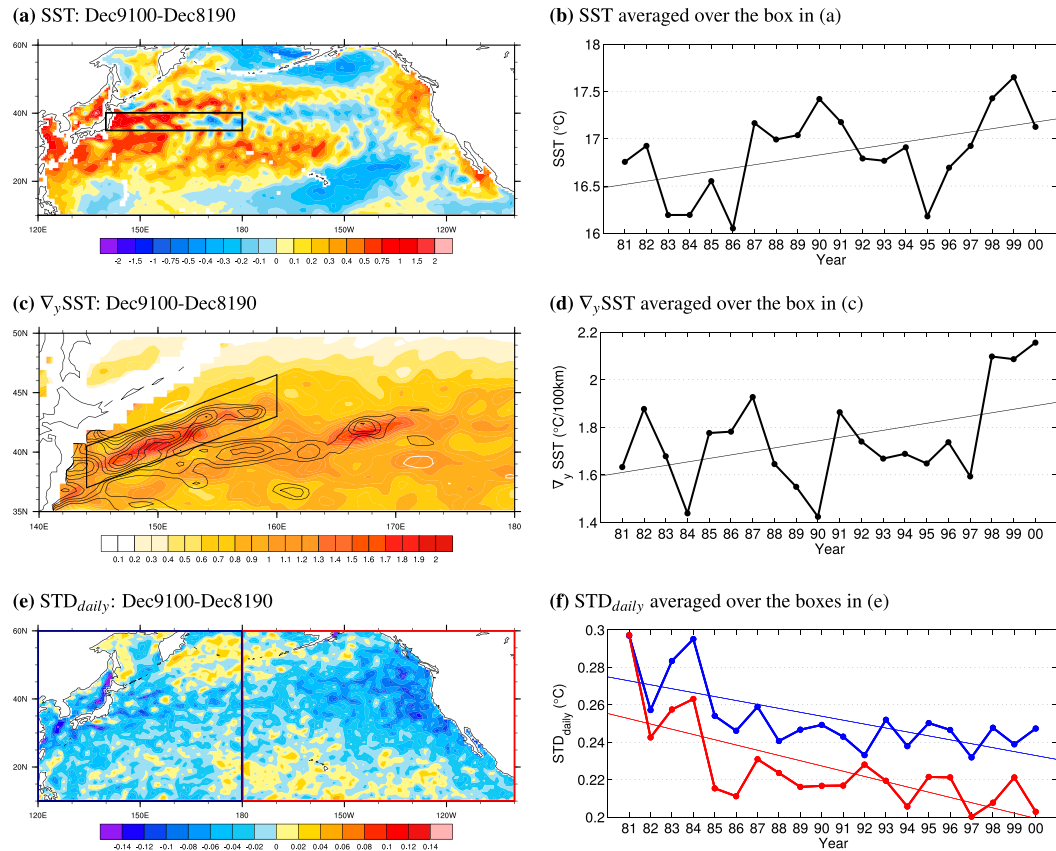 (a) SST: Dec9100-Dec8190
60N
40N
20N
120E 150E 180 150W 120W
-2 -1.5 -1 -0.75 -0.5 -0.4 -0.3 -0.2 -0.1 0 0.1 0.2 0.3 0.4 0.5 0.75 1 1.5 2
(b) SST averaged over the box in (a)
18
17.5
17
16.5
16
SST (°C)
81 82 83 84 85 86 87 88 89 90 91 92 93 94 95 96 97 98 99 00
Year
(c) ∇ySST: Dec9100-Dec8190
50N
45N
40N
35N
140E 150E 160E 170E 180
0.1 0.2 0.3 0.4 0.5 0.6 0.7 0.8 0.9 1 1.1 1.2 1.3 1.4 1.5 1.6 1.7 1.8 1.9 2
(d) ∇ySST averaged over the box in (c)
2.2
2
1.8
1.6
1.4
∇y SST (°C/100km)
81 82 83 84 85 86 87 88 89 90 91 92 93 94 95 96 97 98 99 00
Year
(e) STDdaily: Dec9100-Dec8190
60N
40N
20N
120E 150E 180 150W 120W
-0.14 -0.12 -0.1 -0.08 -0.06 -0.04 -0.02 0 0.02 0.04 0.06 0.08 0.1 0.12 0.14
(f) STDdaily averaged over the boxes in (e)
0.3
0.28
0.26
0.24
0.22
0.2
STDdaily (°C)
81 82 83 84 85 86 87 88 89 90 91 92 93 94 95 96 97 98 99 00
Year